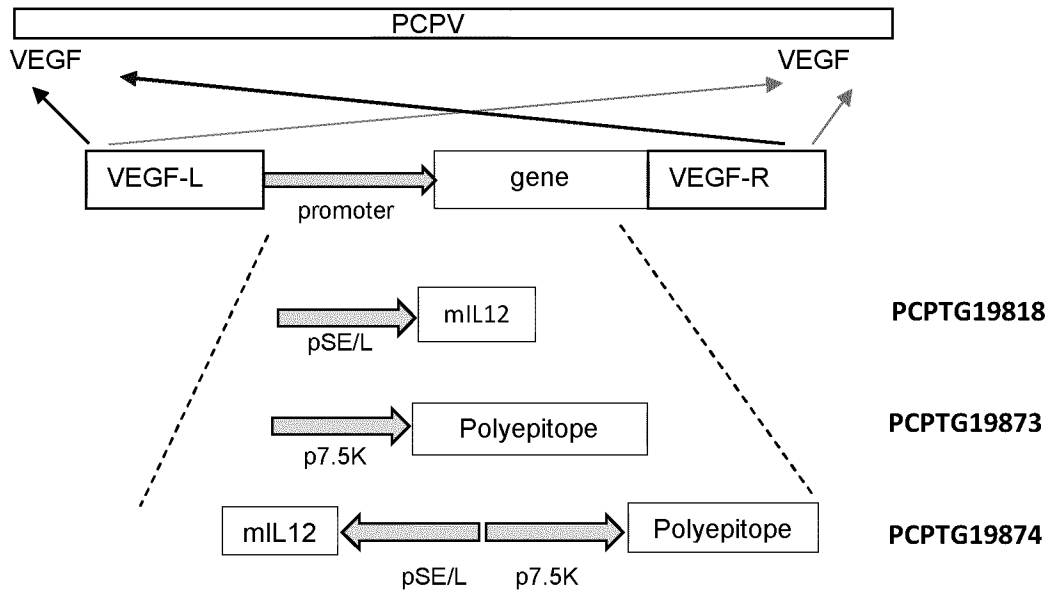 PCPV
VEGF VEGF
VEGF-L gene VEGF-R
promoter
mIL12 PCPTG19818
pSE/L
Polyepitope PCPTG19873
p7.5K
mIL12 Polyepitope PCPTG19874
pSE/L p7.5K